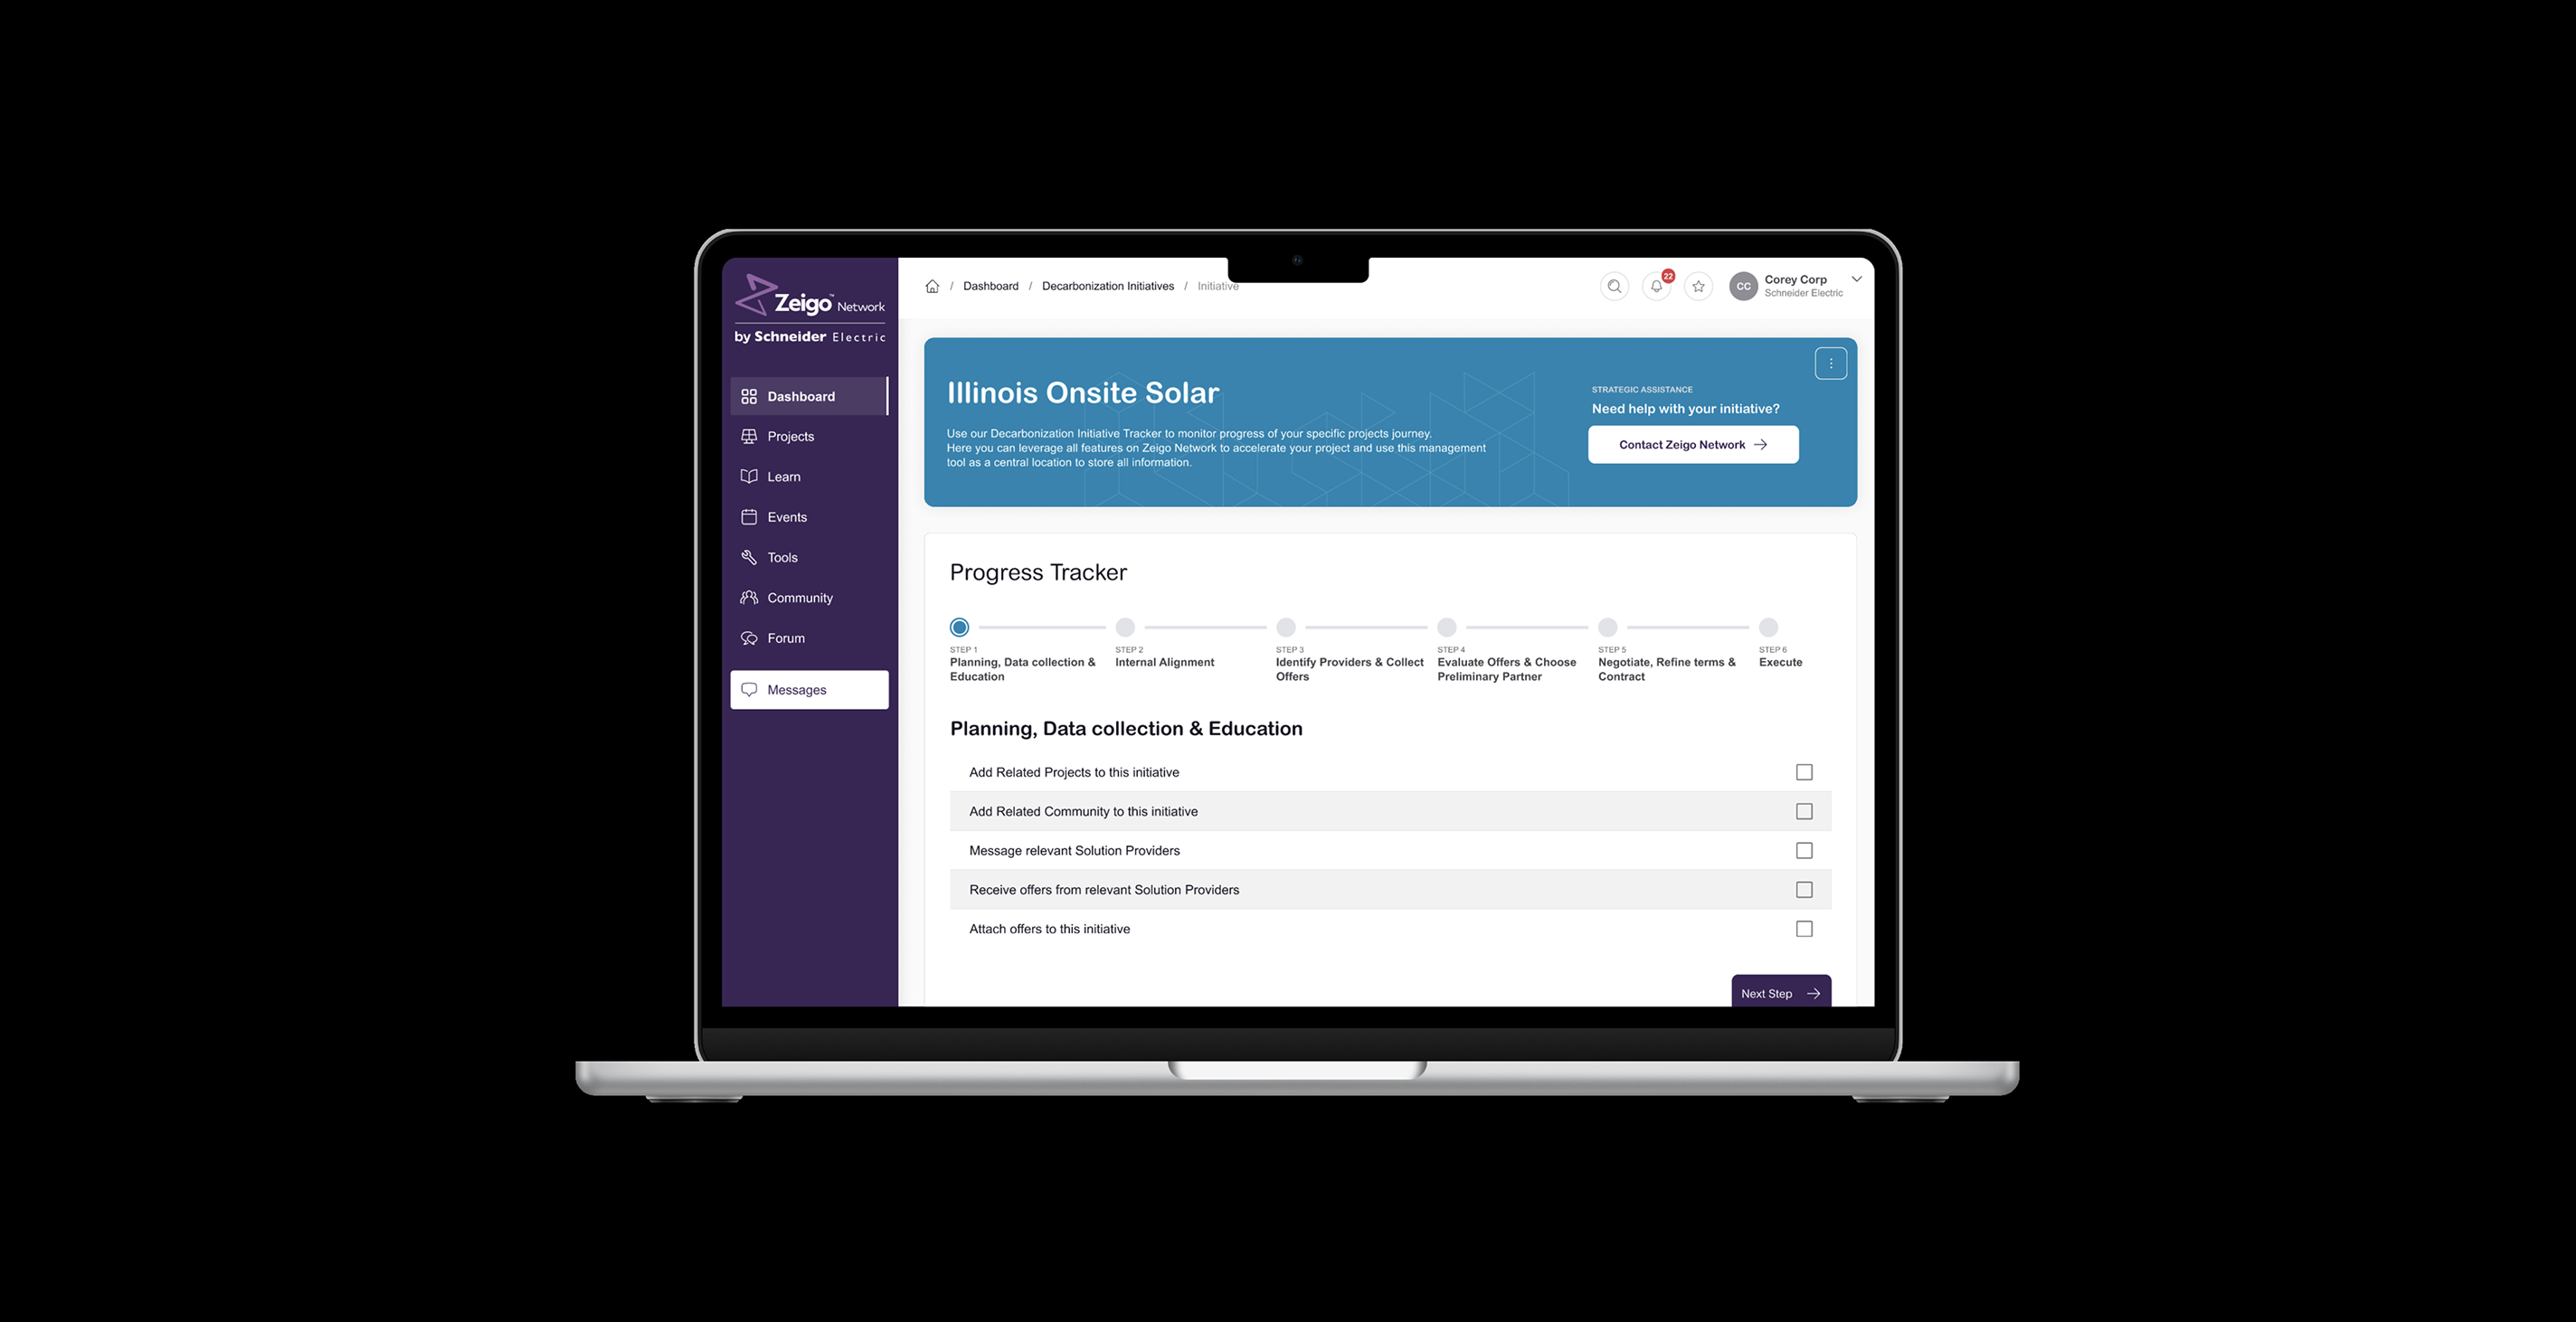 Zeigo™ Network
by Schneider Electric
Dashboard
Projects
Learn
Events
Tools
Community
Forum
Messages
/ Dashboard / Decarbonization Initiatives / Initiative
22
CC
Corey Corp
Schneider Electric
Illinois Onsite Solar
Use our Decarbonization Initiative Tracker to monitor progress of your specific projects journey.
Here you can leverage all features on Zeigo Network to accelerate your project and use this management
tool as a central location to store all information.
STRATEGIC ASSISTANCE
Need help with your initiative?
Contact Zeigo Network
Progress Tracker
STEP 1
Planning, Data collection &
Education
STEP 2
Internal Alignment
STEP 3
Identify Providers & Collect
Offers
STEP 4
Evaluate Offers & Choose
Preliminary Partner
STEP 5
Negotiate, Refine terms &
Contract
STEP 6
Execute
Planning, Data collection & Education
Add Related Projects to this initiative
Add Related Community to this initiative
Message relevant Solution Providers
Receive offers from relevant Solution Providers
Attach offers to this initiative
Next Step